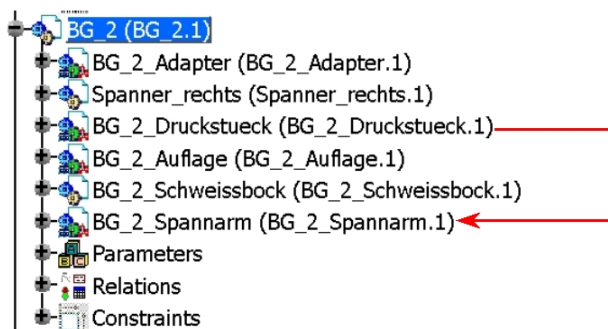 BG_2 (BG_2.1)
BG_2_Adapter (BG_2_Adapter.1)
Spanner_rechts (Spanner_rechts.1)
BG_2_Druckstueck (BG_2_Druckstueck.1)
BG_2_Auflage (BG_2_Auflage.1)
BG_2_Schweissbock (BG_2_Schweissbock.1)
BG_2_Spannarm (BG_2_Spannarm.1)
Parameters
Relations
Constraints